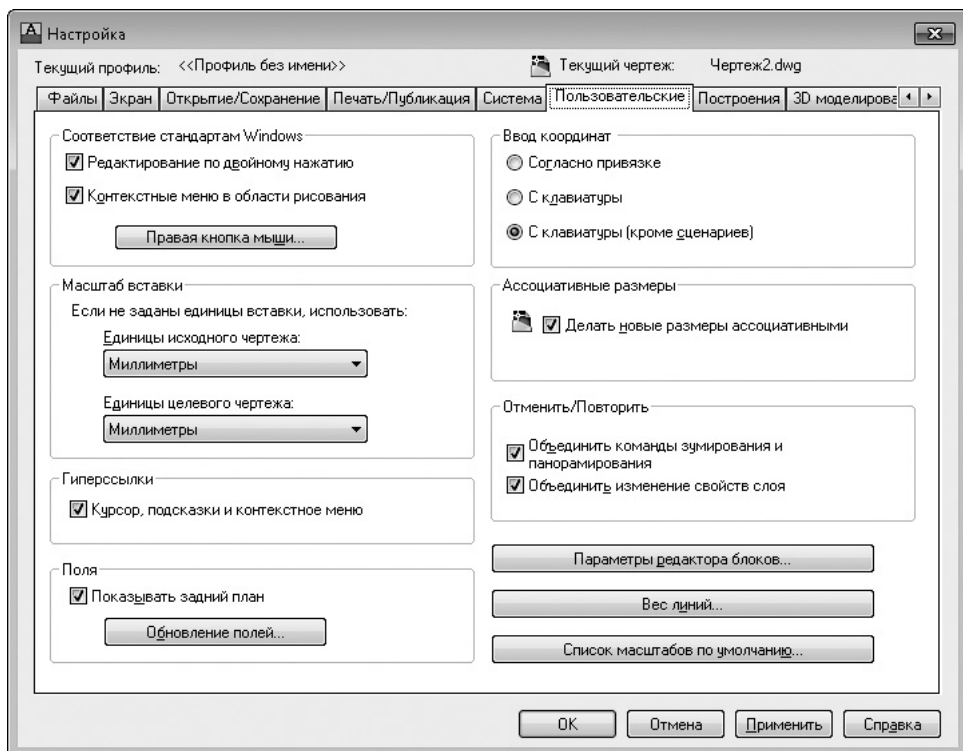 Настройка
Текущий профиль: <<Профиль без имени>> Текущий чертеж: Чертеж2.dwg
Файлы Экран Открытие/Сохранение Печать/Публикация Система Пользовательские Построения 3D моделирова
Соответствие стандартам Windows
Редактирование по двойному нажатию
Контекстные меню в области рисования
Правая кнопка мыши...
Масштаб вставки
Если не заданы единицы вставки, использовать:
Единицы исходного чертежа:
Миллиметры
Единицы целевого чертежа:
Миллиметры
Гиперссылки
Курсор, подсказки и контекстное меню
Поля
Показывать задний план
Обновление полей...
Ввод координат
Согласно привязке
С клавиатуры
С клавиатуры (кроме сценариев)
Ассоциативные размеры
Делать новые размеры ассоциативными
Отменить/Повторить
Объединить команды зумирования и
панорамирования
Объединить изменение свойств слоя
Параметры редактора блоков...
Вес линий...
Список масштабов по умолчанию...
ОК Отмена Применить Справка